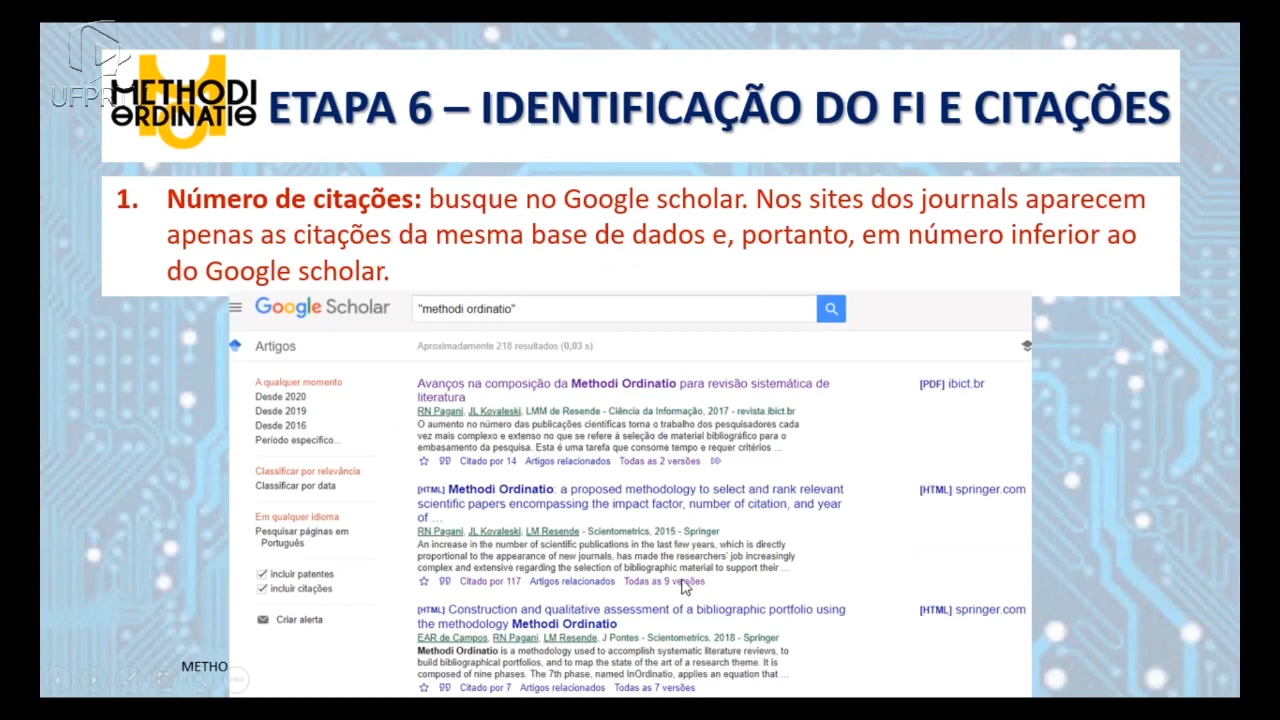 UFPR TV
METHODI
ORDINATIO
ETAPA 6 – IDENTIFICAÇÃO DO FI E CITAÇÕES
1. Número de citações: busque no Google scholar. Nos sites dos journals aparecem
apenas as citações da mesma base de dados e, portanto, em número inferior ao
do Google scholar.
Google Scholar
"methodi ordinatio"
Artigos
Aproximadamente 218 resultados (0,03 s)
A qualquer momento
Desde 2020
Desde 2019
Desde 2016
Período específico...
Classificar por relevância
Classificar por data
Em qualquer idioma
Pesquisar páginas em
Português
incluir patentes
incluir citações
Criar alerta
Avanços na composição da Methodi Ordinatio para revisão sistemática de
literatura
[PDF] ibict.br
RN Pagani, JL Kovaleski, LMM de Resende - Ciência da Informação, 2017 - revista.ibict.br
O aumento no número das publicações científicas torna o trabalho dos pesquisadores cada
vez mais complexo e extenso no que se refere à seleção de material bibliográfico para o
embasamento da pesquisa. Esta é uma tarefa que consome tempo e requer critérios ...
Citado por 14 Artigos relacionados Todas as 2 versões
[HTML] Methodi Ordinatio: a proposed methodology to select and rank relevant
scientific papers encompassing the impact factor, number of citation, and year
of ...
[HTML] springer.com
RN Pagani, JL Kovaleski, LM Resende - Scientometrics, 2015 - Springer
An increase in the number of scientific publications in the last few years, which is directly
proportional to the appearance of new journals, has made the researchers' job increasingly
complex and extensive regarding the selection of bibliographic material to support their ...
Citado por 117 Artigos relacionados Todas as 9 versões
[HTML] Construction and qualitative assessment of a bibliographic portfolio using
the methodology Methodi Ordinatio
[HTML] springer.com
EAR de Campos, RN Pagani, LM Resende, J Pontes - Scientometrics, 2018 - Springer
Methodi Ordinatio is a methodology used to accomplish systematic literature reviews, to
build bibliographical portfolios, and to map the state of the art of a research theme. It is
composed of nine phases. The 7th phase, named InOrdinatio, applies an equation that ...
Citado por 7 Artigos relacionados Todas as 7 versões
METHO